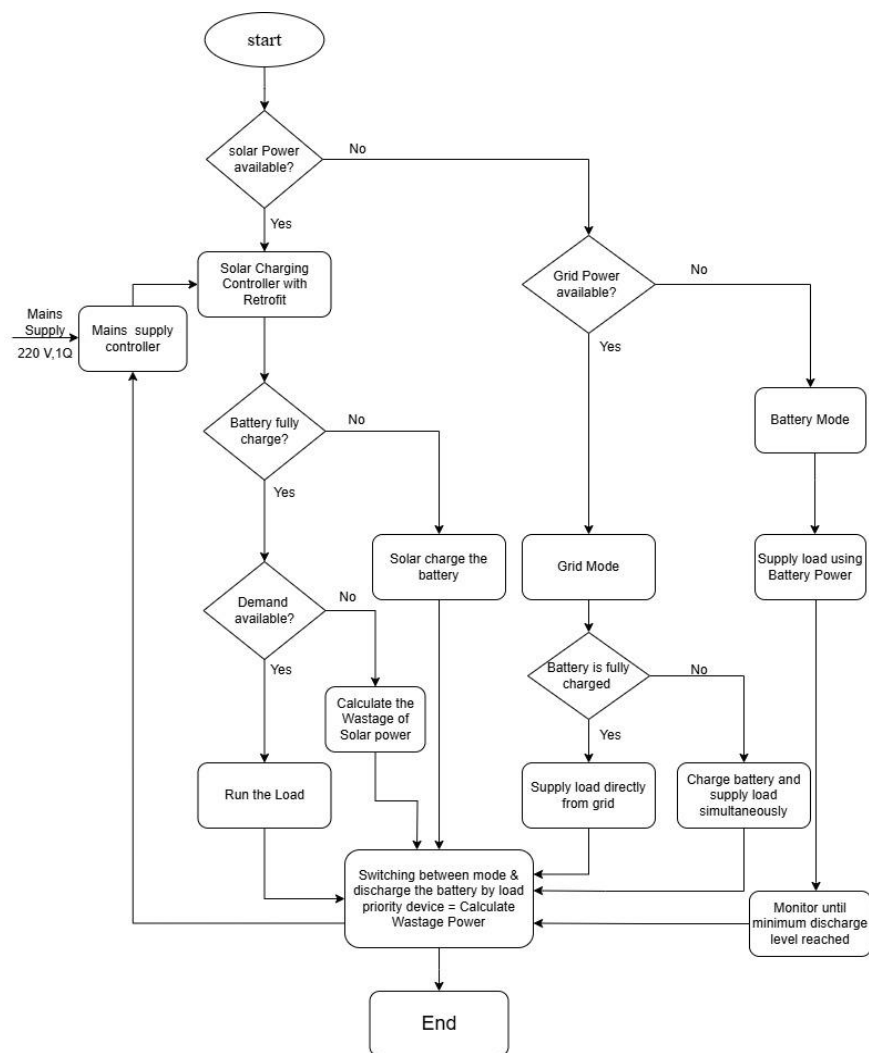 start
solar Power
available?
No
Yes
Solar Charging
Controller with
Retrofit
Grid Power
available?
No
Yes
Mains
Supply
220 V,1Q
Mains supply
controller
Battery fully
charge?
No
Yes
Battery Mode
Solar charge the
battery
Grid Mode
Supply load using
Battery Power
Demand
available?
No
Yes
Battery is fully
charged
No
Yes
Calculate the
Wastage of
Solar power
Run the Load
Supply load directly
from grid
Charge battery and
supply load
simultaneously
Switching between mode &
discharge the battery by load
priority device = Calculate
Wastage Power
Monitor until
minimum discharge
level reached
End